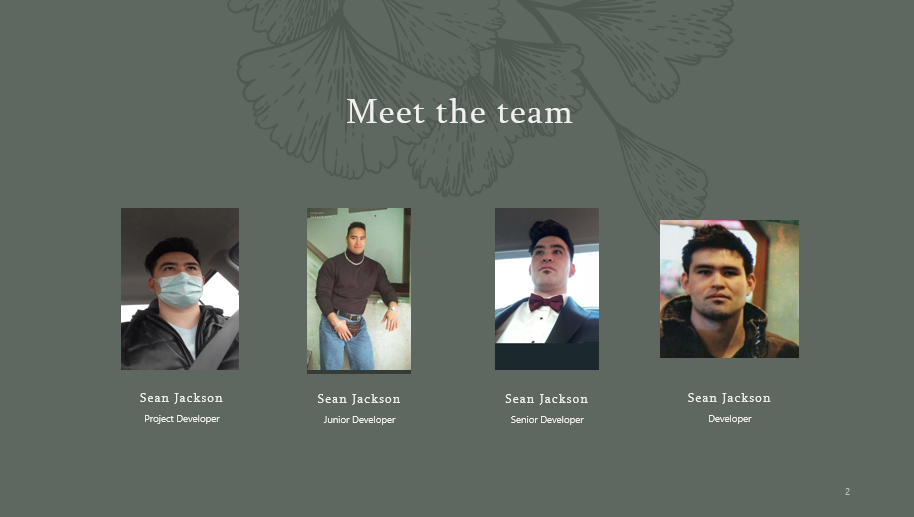 Meet the team
Sean Jackson
Project Developer
Sean Jackson
Junior Developer
Sean Jackson
Senior Developer
Sean Jackson
Developer
2